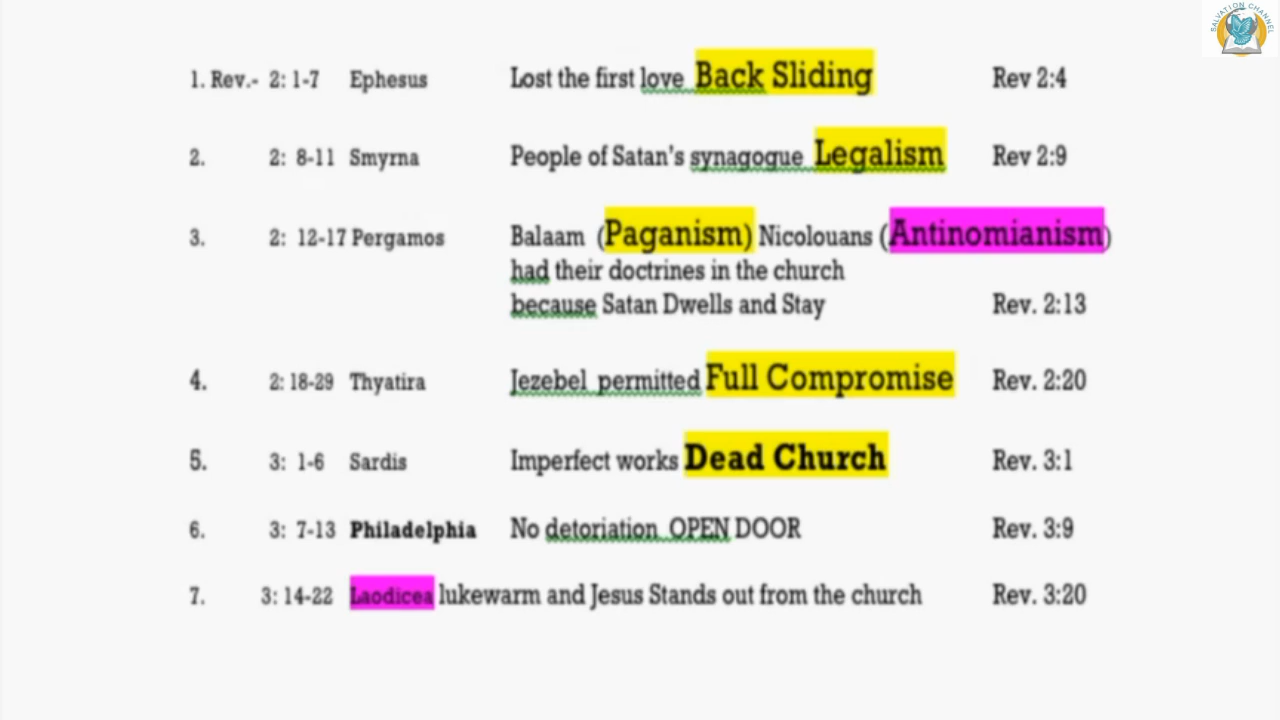 SALVATION CHANNEL
1. Rev.- 2: 1-7 Ephesus Lost the first love Back Sliding Rev 2:4
2. 2: 8-11 Smyrna People of Satan's synagogue Legalism Rev 2:9
3. 2: 12-17 Pergamos Balaam (Paganism) Nicolouans (Antinomianism)
had their doctrines in the church
because Satan Dwells and Stay Rev. 2:13
4. 2: 18-29 Thyatira Jezebel permitted Full Compromise Rev. 2:20
5. 3: 1-6 Sardis Imperfect works Dead Church Rev. 3:1
6. 3: 7-13 Philadelphia No detoriation OPEN DOOR Rev. 3:9
7. 3: 14-22 Laodicea lukewarm and Jesus Stands out from the church Rev. 3:20